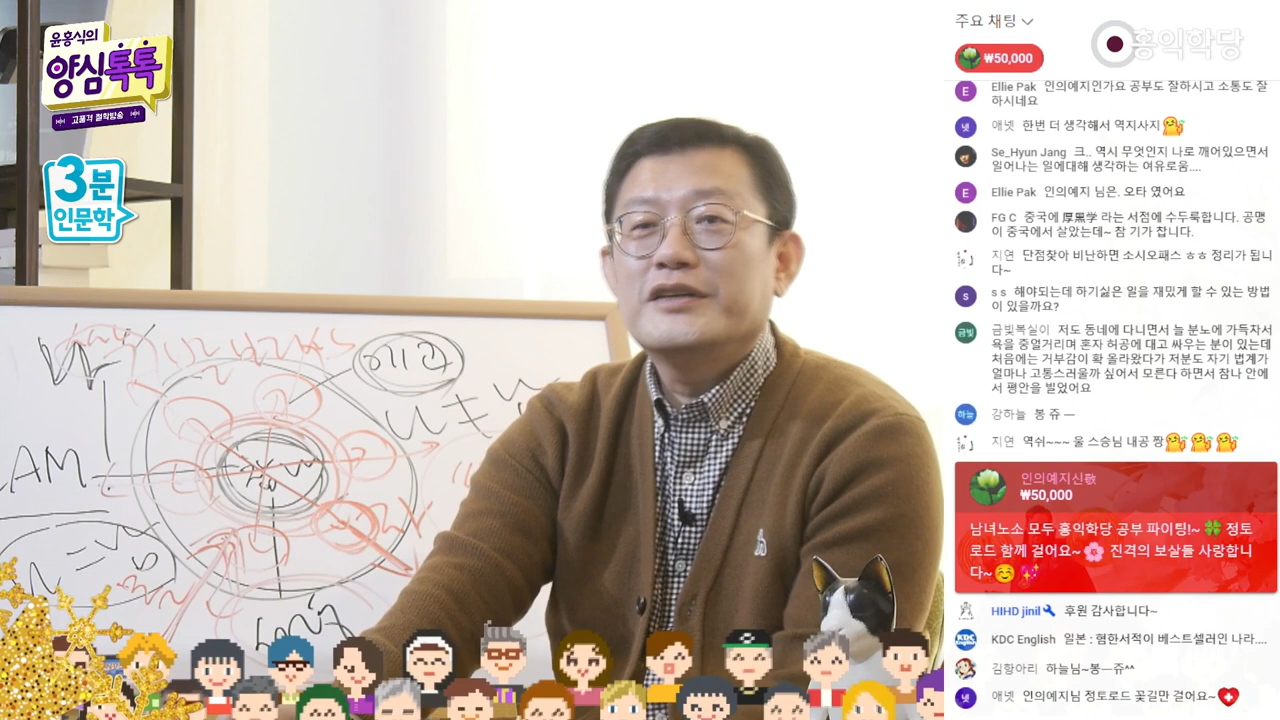 윤홍식의
양심톡톡
고품격 철학방송
3분
인문학
예과
AM
주요 채팅
홍익학당
₩50,000
E Ellie Pak 인의예지인가요 공부도 잘하시고 소통도 잘
하시네요
넷 애넷 한번 더 생각해서 역지사지
Se_Hyun Jang 크.. 역시 무엇인지 나로 깨어있으면서
일어나는 일에대해 생각하는 여유로움....
E Ellie Pak 인의예지 님은. 오타 였어요
FG C 중국에 厚黑学 라는 서점에 수두룩합니다. 공명
이 중국에서 살았는데~ 참 기가 찹니다.
지연 단점찾아 비난하면 소시오패스 ㅎㅎ 정리가 됩니
다~
s s s 해야되는데 하기싫은 일을 재밌게 할 수 있는 방법
이 있을까요?
금빛 금빛복실이 저도 동네에 다니면서 늘 분노에 가득차서
욕을 중얼거리며 혼자 허공에 대고 싸우는 분이 있는데
처음에는 거부감이 확 올라왔다가 저분도 자기 법계가
얼마나 고통스러울까 싶어서 모른다 하면서 참나 안에
서 평안을 빌었어요
하늘 강하늘 봉 쥬 ㅡ
지연 역쉬~~~ 울 스승님 내공 짱
인의예지신敬
₩50,000
남녀노소 모두 홍익학당 공부 파이팅!~ 🍀 정토
로드 함께 걸어요~🌸 진격의 보살들 사랑합니
다~☺️ 💖
HIHD jinil🔧 후원 감사합니다~
KDC English KDC English 일본 : 혐한서적이 베스트셀러인 나라....
김황아리 하늘님~봉ㅡ쥬^^
넷 애넷 인의예지님 정토로드 꽃길만 걸어요~